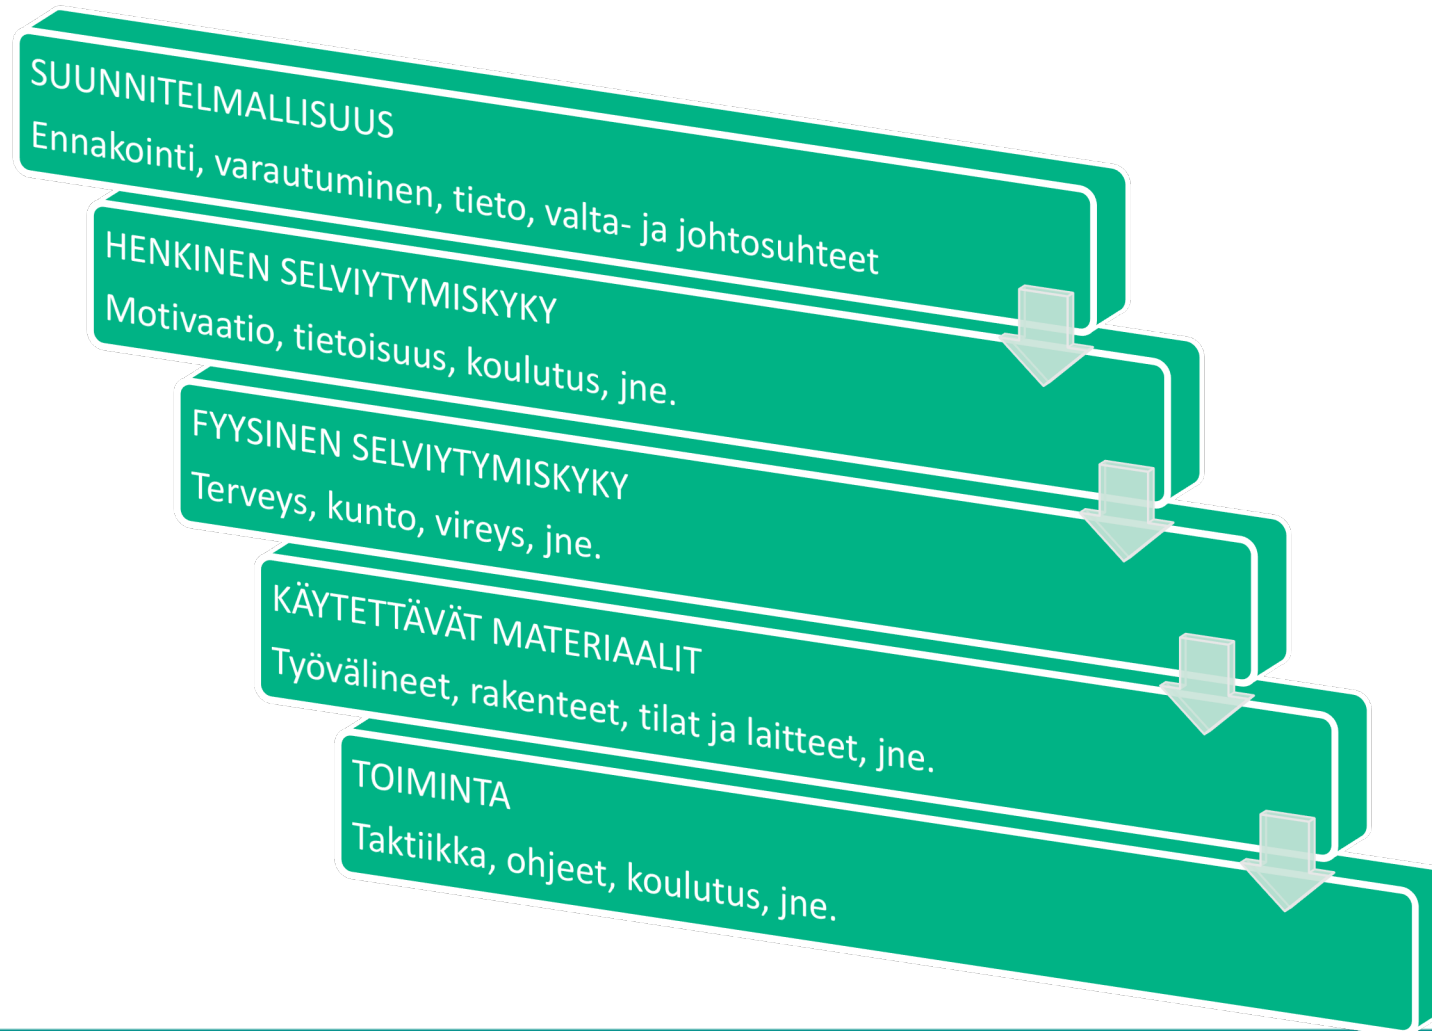 SUUNNITELMALLISUUS
Ennakointi, varautuminen, tieto, valta- ja johtosuhteet
HENKINEN SELVIYTYMISKYKY
Motivaatio, tietoisuus, koulutus, jne.
FYYSINEN SELVIYTYMISKYKY
Terveys, kunto, vireys, jne.
KÄYTETTÄVÄT MATERIAALIT
Työvälineet, rakenteet, tilat ja laitteet, jne.
TOIMINTA
Taktiikka, ohjeet, koulutus, jne.